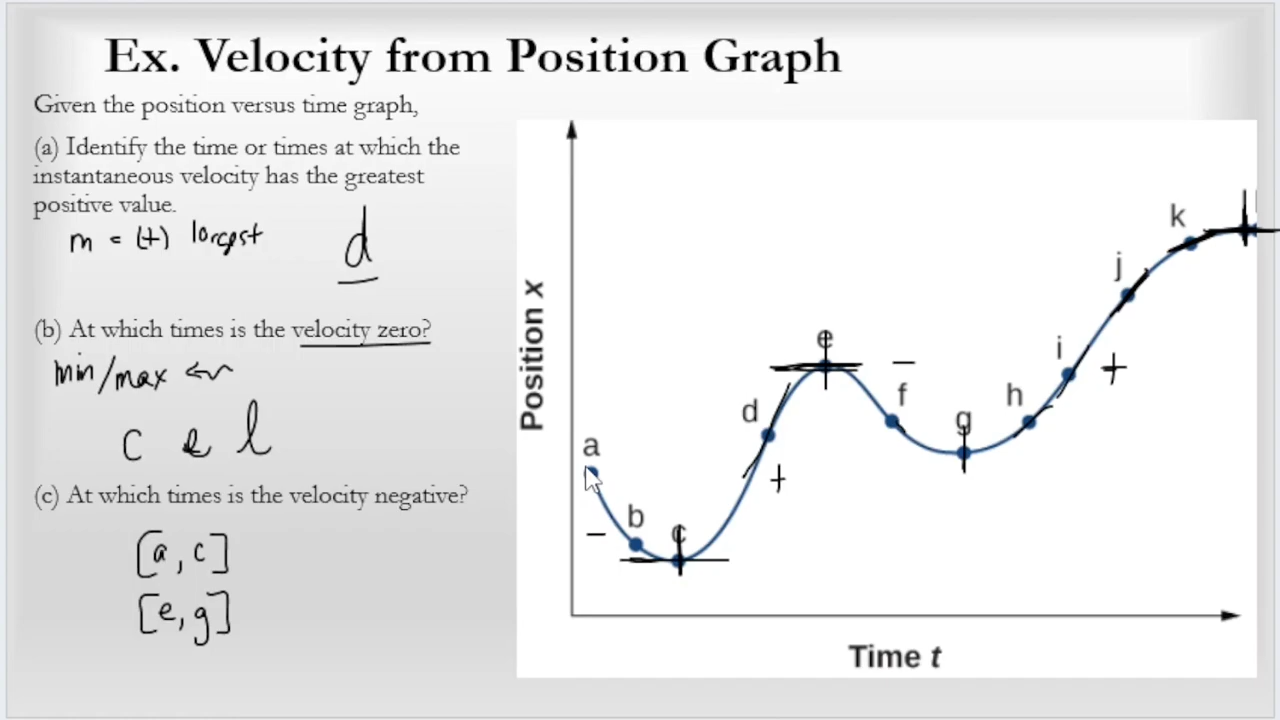 Ex. Velocity from Position Graph
Given the position versus time graph,
(a) Identify the time or times at which the
instantaneous velocity has the greatest
positive value.
m = (+) largest
d
(b) At which times is the velocity zero?
min/max
c e l
(c) At which times is the velocity negative?
[a, c]
[e, g]
Position x
a
b
c
d
e
f
g
h
i
j
k
−
+
−
+
Time t